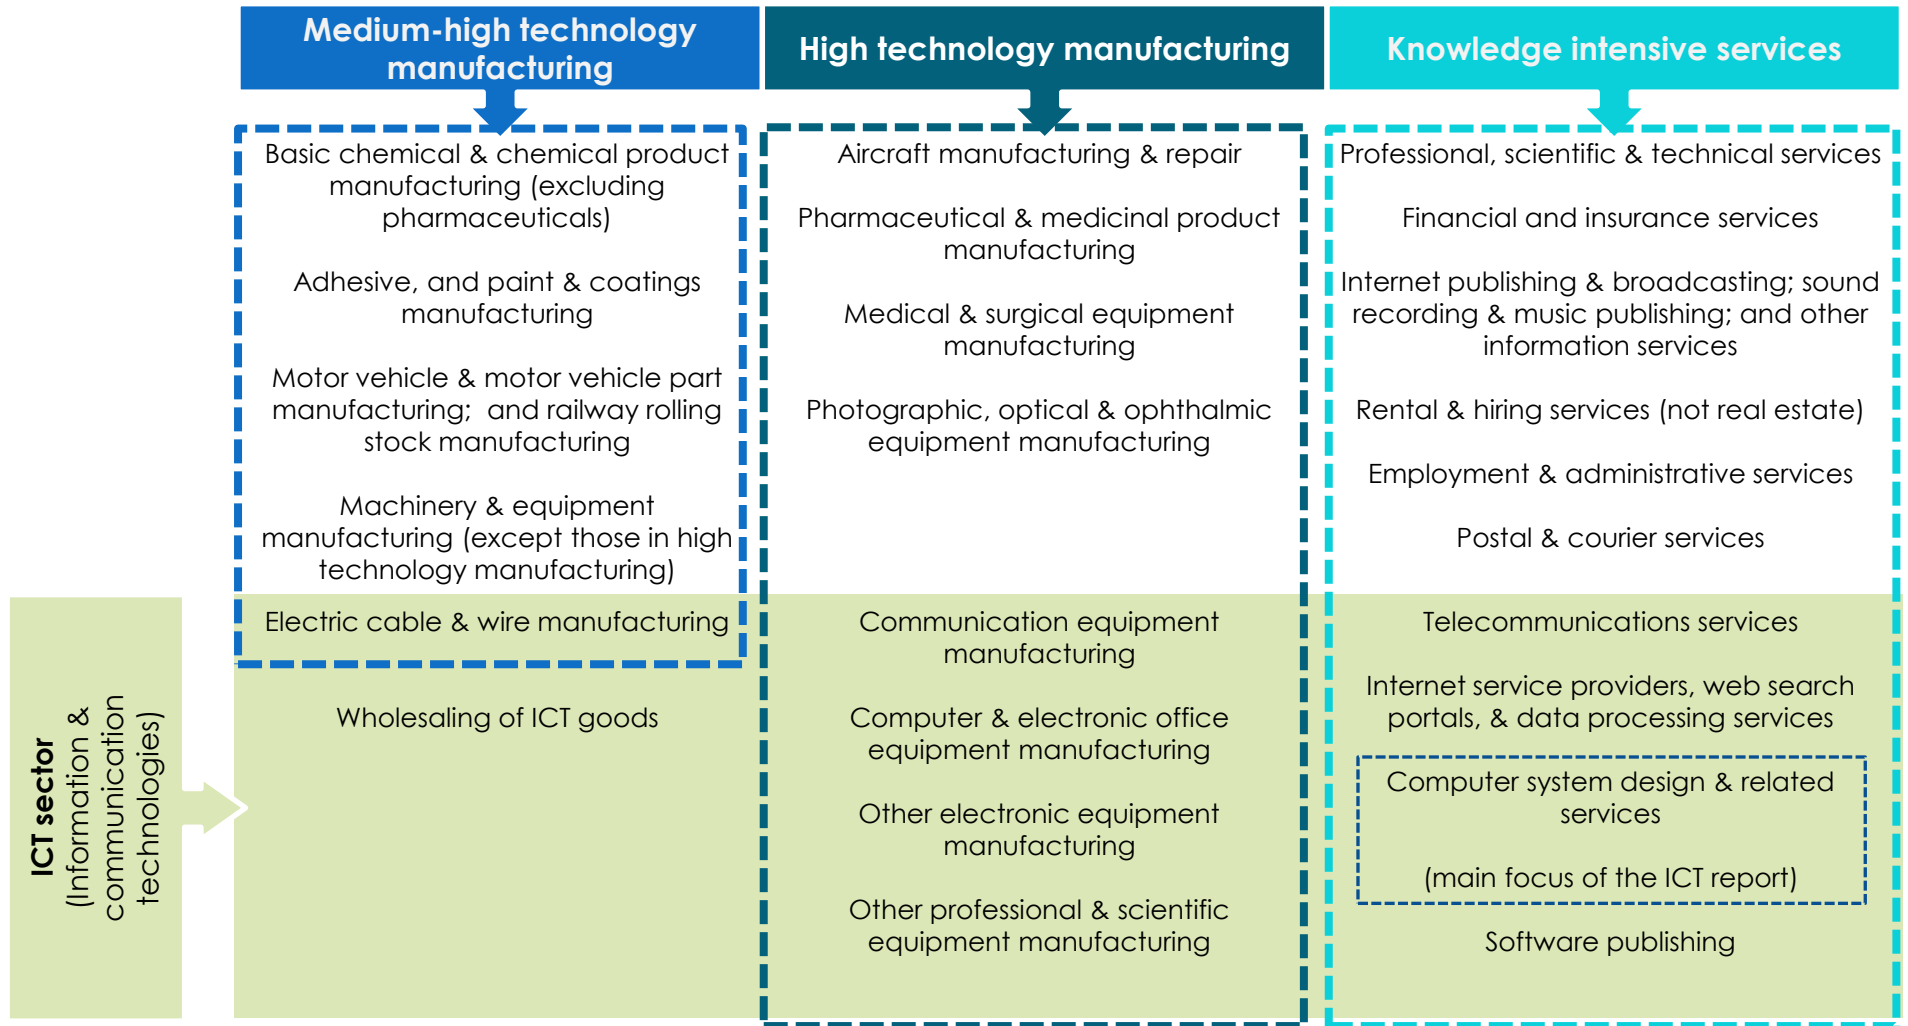 Medium-high technology
manufacturing
High technology manufacturing
Knowledge intensive services
Basic chemical & chemical product
manufacturing (excluding
pharmaceuticals)
Adhesive, and paint & coatings
manufacturing
Motor vehicle & motor vehicle part
manufacturing; and railway rolling
stock manufacturing
Machinery & equipment
manufacturing (except those in high
technology manufacturing)
Electric cable & wire manufacturing
Wholesaling of ICT goods
Aircraft manufacturing & repair
Pharmaceutical & medicinal product
manufacturing
Medical & surgical equipment
manufacturing
Photographic, optical & ophthalmic
equipment manufacturing
Communication equipment
manufacturing
Computer & electronic office
equipment manufacturing
Other electronic equipment
manufacturing
Other professional & scientific
equipment manufacturing
Professional, scientific & technical services
Financial and insurance services
Internet publishing & broadcasting; sound
recording & music publishing; and other
information services
Rental & hiring services (not real estate)
Employment & administrative services
Postal & courier services
Telecommunications services
Internet service providers, web search
portals, & data processing services
Computer system design & related
services
(main focus of the ICT report)
Software publishing
ICT sector
(Information &
communication
technologies)